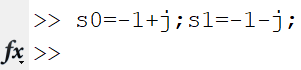 >> s0=-1+j;s1=-1-j;
fx >>